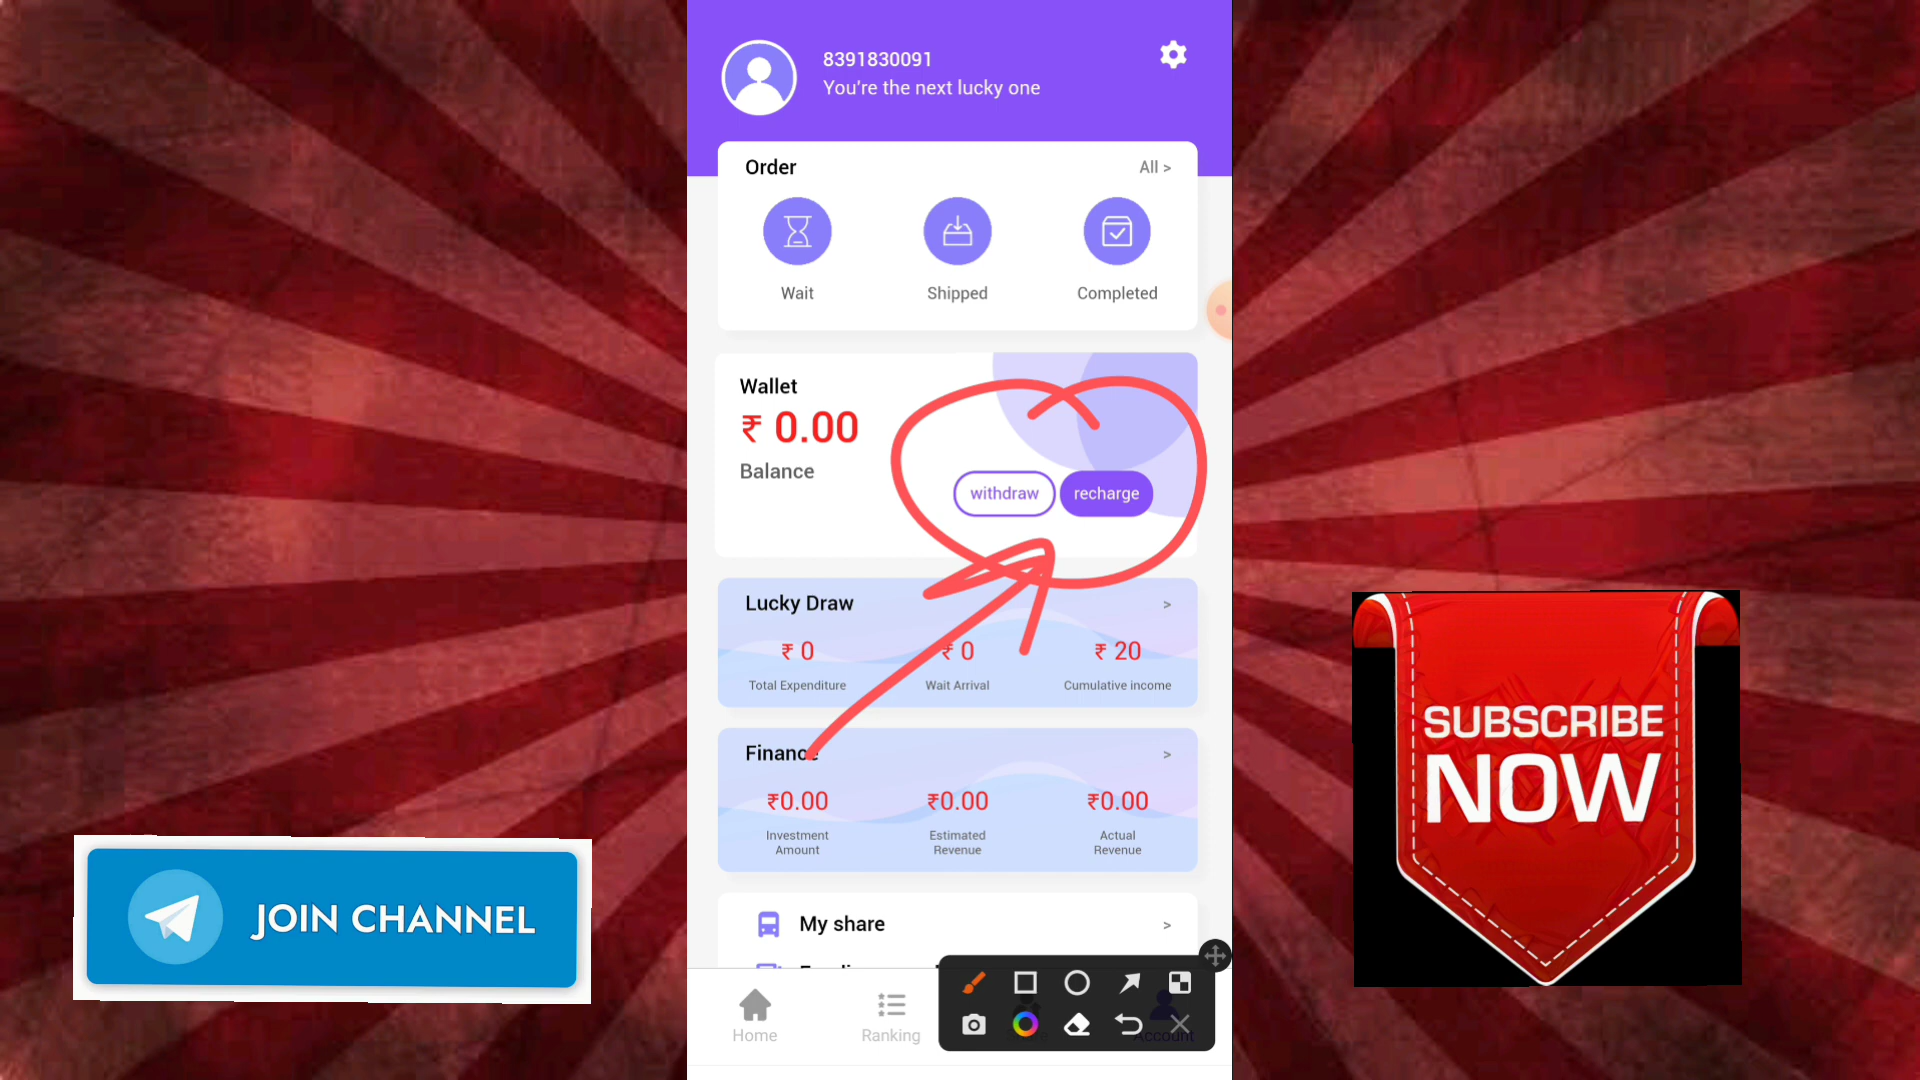 8391830091
You're the next lucky one
Order
All >
Wait
Shipped
Completed
Wallet
₹ 0.00
Balance
withdraw
recharge
Lucky Draw
>
₹ 0
₹ 0
₹ 20
Total Expenditure
Wait Arrival
Cumulative income
Finance
>
₹0.00
₹0.00
₹0.00
Investment
Amount
Estimated
Revenue
Actual
Revenue
My share
>
Home
Ranking
Account
JOIN CHANNEL
SUBSCRIBE
NOW